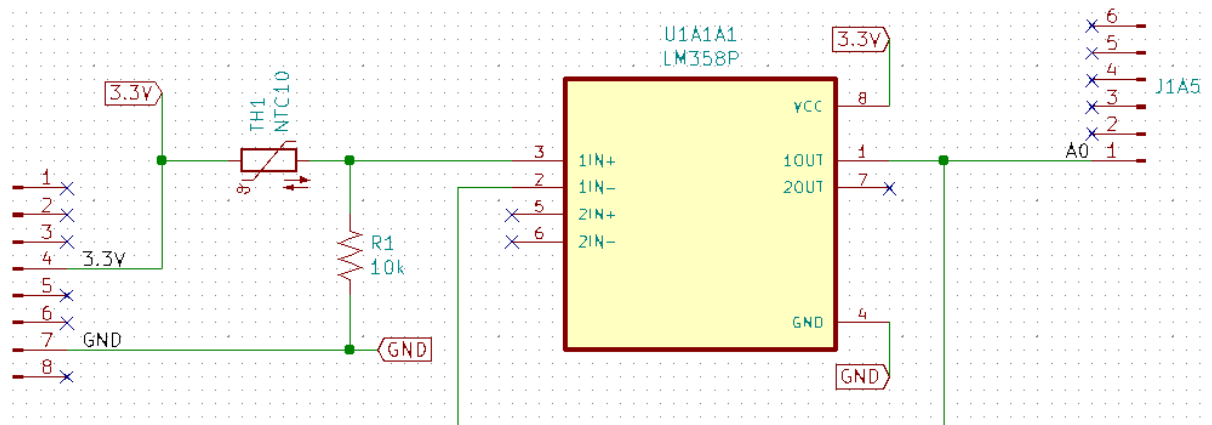 3.3V
TH1
NTC10
1
2
3
4
3.3V
5
6
7
GND
8
R1
10k
GND
U1A1A1
LM358P
3.3V
VCC
8
3
1IN+
1OUT
1
2
1IN-
2OUT
7
5
2IN+
6
2IN-
GND
4
GND
6
5
4
3
2
A0
1
J1A5